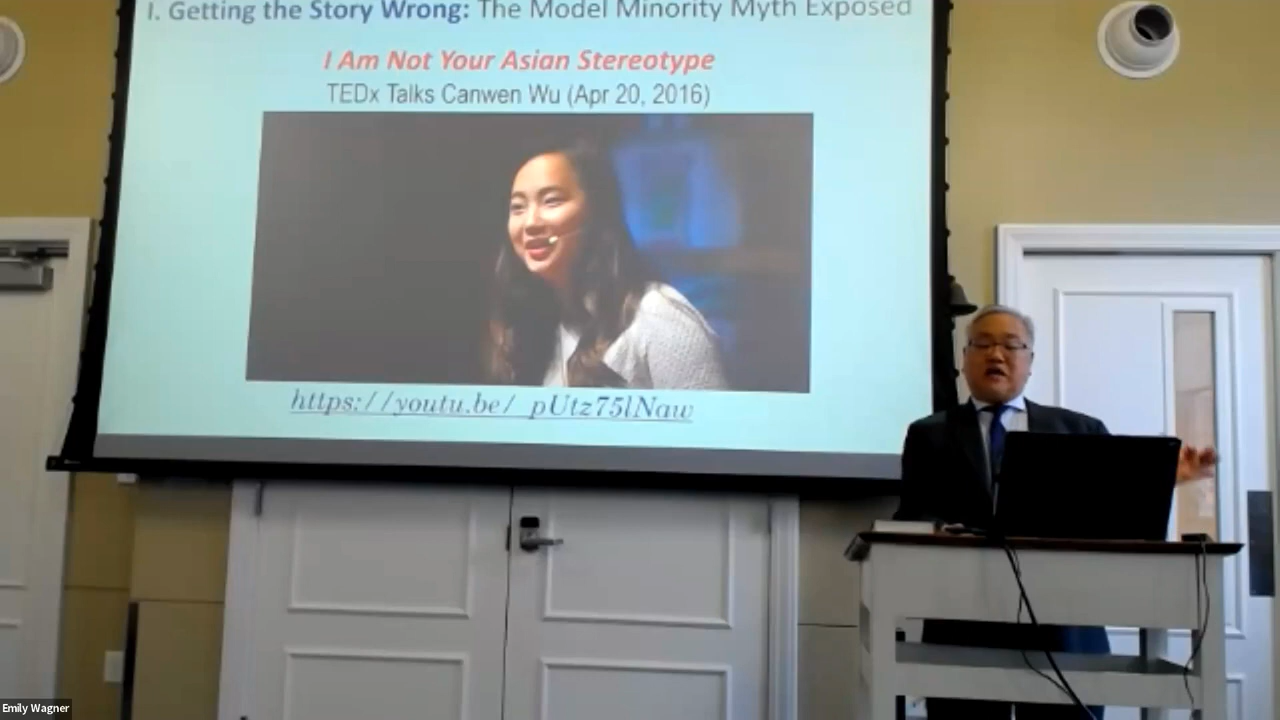 I. Getting the Story Wrong: The Model Minority Myth Exposed
I Am Not Your Asian Stereotype
TEDx Talks Canwen Wu (Apr 20, 2016)
https://youtu.be/_pUtz75lNaw
Emily Wagner